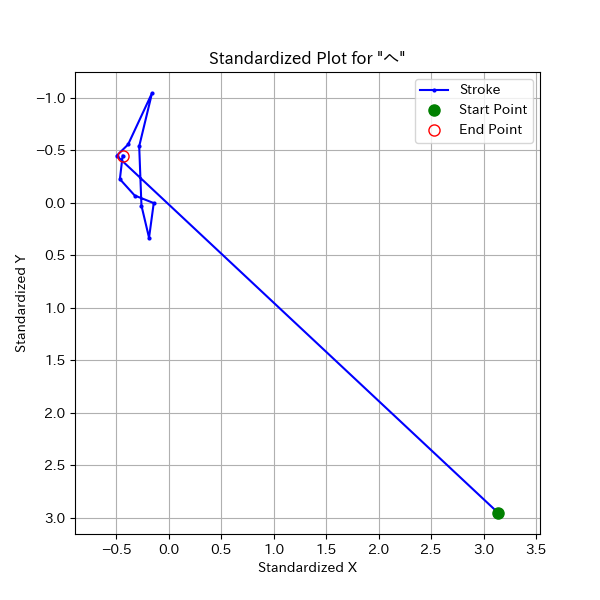 Standardized Plot for "へ"
Stroke
Start Point
End Point
−1.0
−0.5
0.0
0.5
1.0
1.5
2.0
2.5
3.0
Standardized Y
−0.5 0.0 0.5 1.0 1.5 2.0 2.5 3.0 3.5
Standardized X